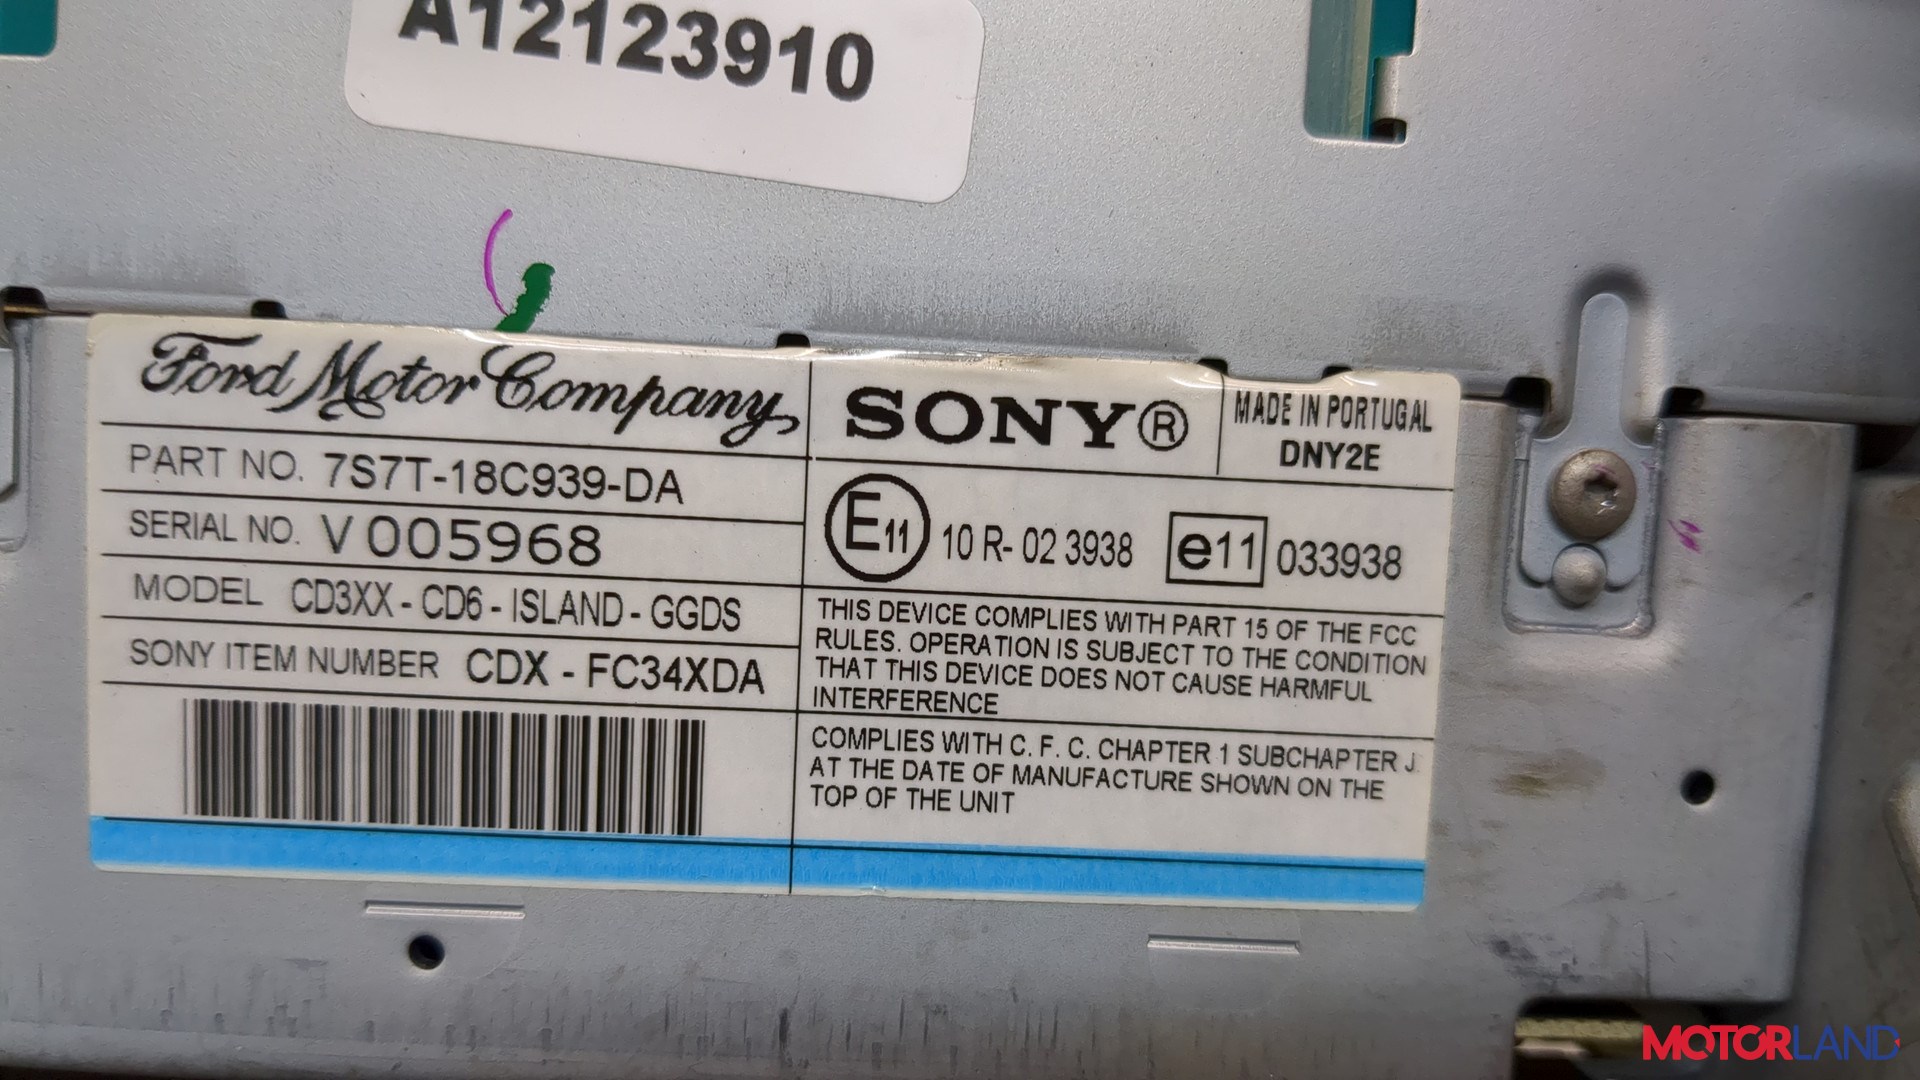 A12123910
Ford Motor Company
SONY®
MADE IN PORTUGAL
DNY2E
PART NO. 7S7T-18C939-DA
SERIAL NO. V005968
MODEL CD3XX - CD6 - ISLAND - GGDS
SONY ITEM NUMBER CDX - FC34XDA
E11 10 R- 02 3938 e11 033938
THIS DEVICE COMPLIES WITH PART 15 OF THE FCC
RULES. OPERATION IS SUBJECT TO THE CONDITION
THAT THIS DEVICE DOES NOT CAUSE HARMFUL
INTERFERENCE
COMPLIES WITH C. F. C. CHAPTER 1 SUBCHAPTER J.
AT THE DATE OF MANUFACTURE SHOWN ON THE
TOP OF THE UNIT
MOTORLAND